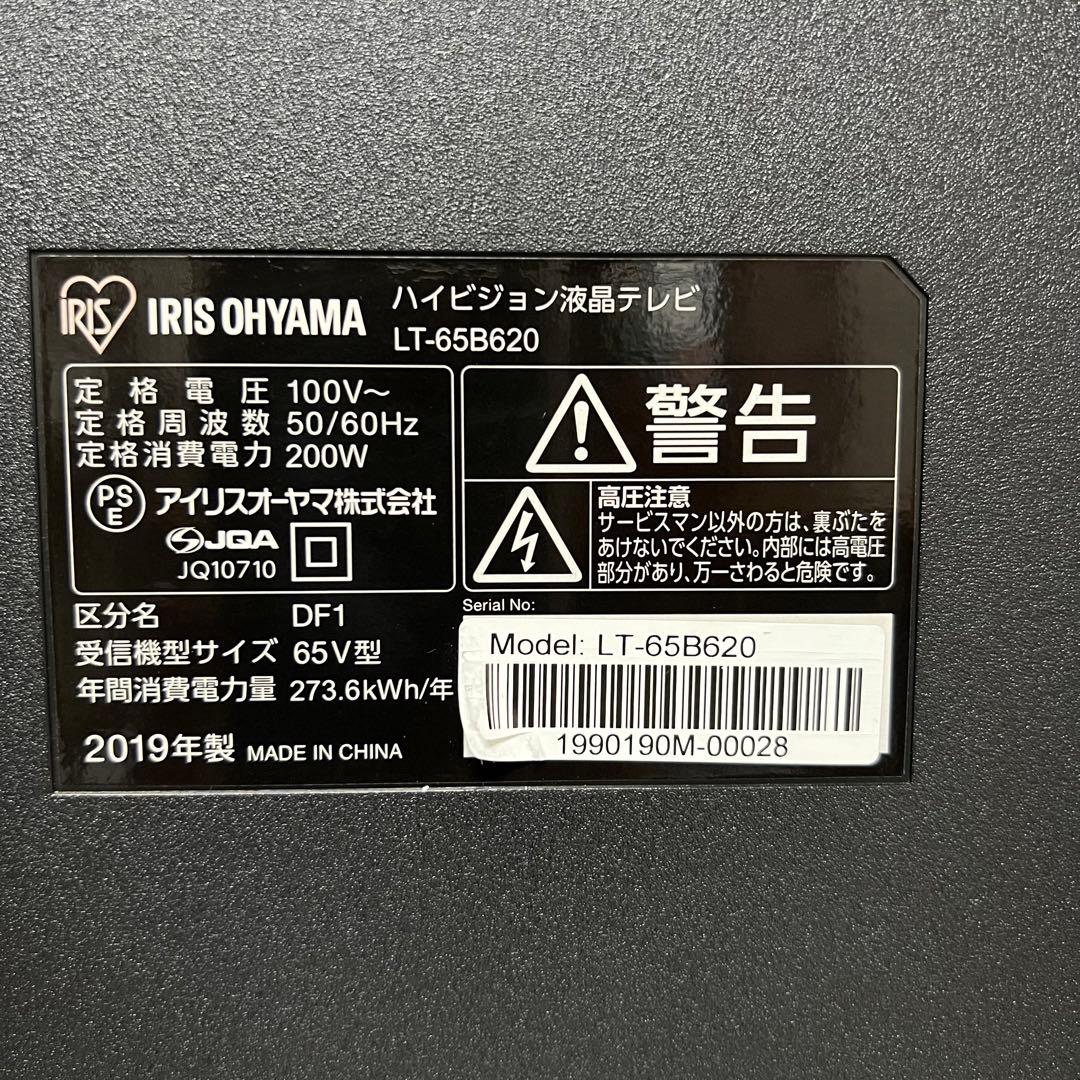 IRIS IRIS OHYAMA
ハイビジョン液晶テレビ
LT-65B620
定格電圧 100V～
定格周波数 50/60Hz
定格消費電力 200W
PSE アイリスオーヤマ株式会社
JQA
JQ10710
区分名 DF1
受信機型サイズ 65V型
年間消費電力量 273.6kWh/年
2019年製 MADE IN CHINA
警告
高圧注意
サービスマン以外の方は、裏ぶたを
あけないでください。内部には高電圧
部分があり、万一さわると危険です。
Serial No:
Model: LT-65B620
1990190M-00028